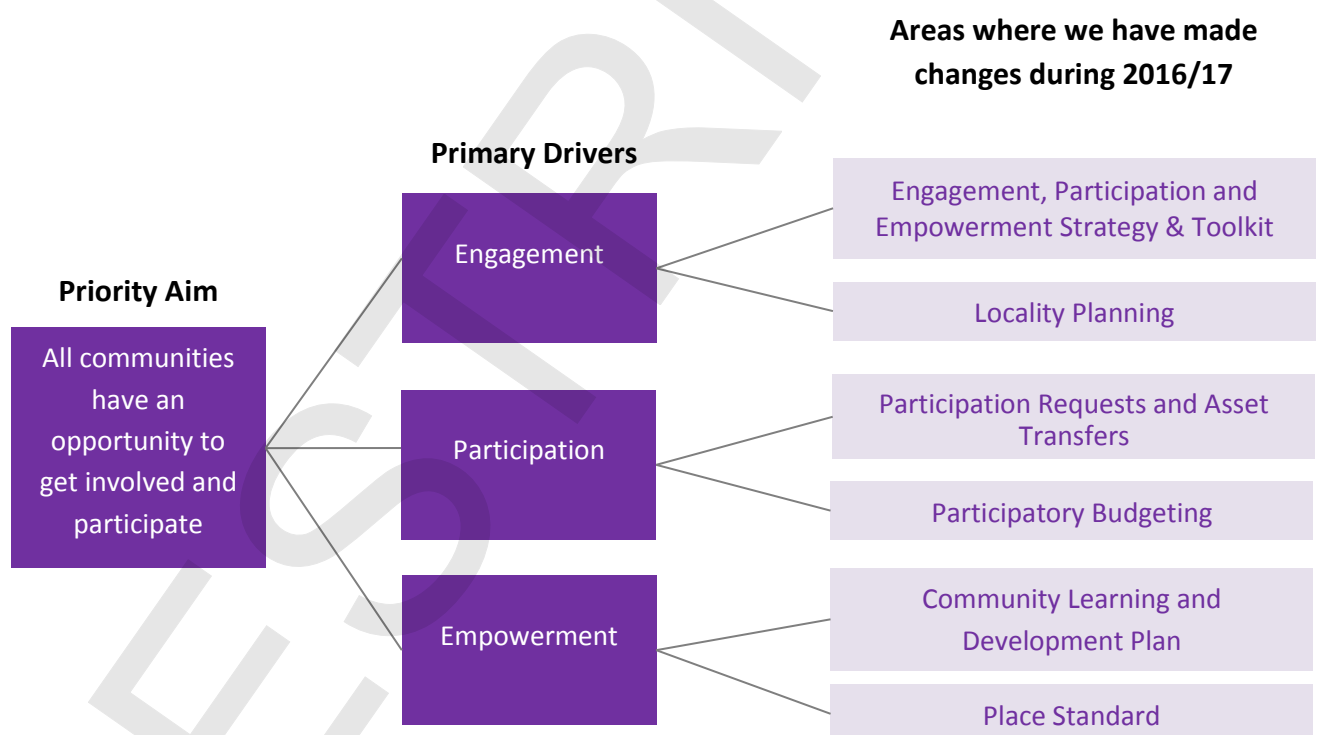 Areas where we have made
changes during 2016/17
Primary Drivers
Priority Aim
All communities
have an
opportunity to
get involved and
participate
Engagement
Participation
Empowerment
Engagement, Participation and
Empowerment Strategy & Toolkit
Locality Planning
Participation Requests and Asset
Transfers
Participatory Budgeting
Community Learning and
Development Plan
Place Standard